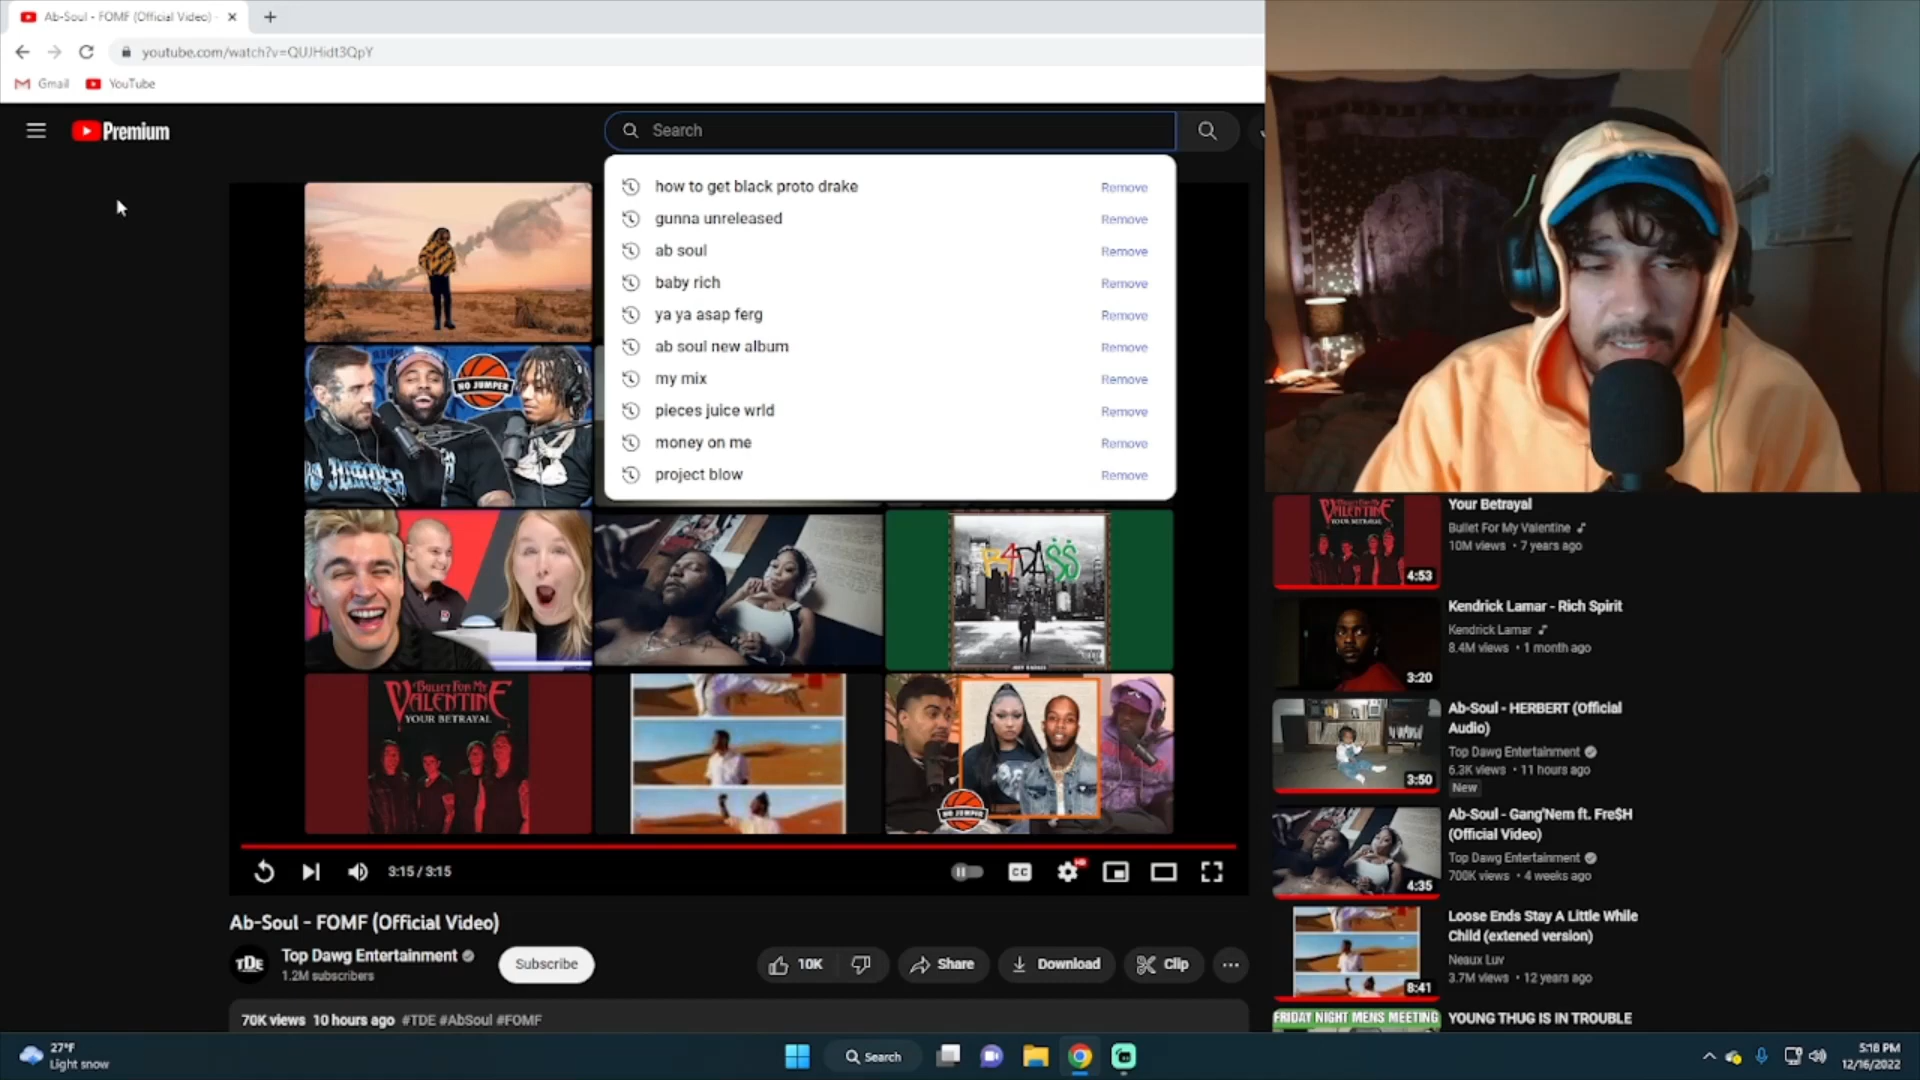 Ab-Soul - FOMF (Official Video) -
youtube.com/watch?v=QUJHidt3QpY
Gmail
YouTube
Premium
Search
how to get black proto drake
Remove
gunna unreleased
Remove
ab soul
Remove
baby rich
Remove
ya ya asap ferg
Remove
ab soul new album
Remove
my mix
Remove
pieces juice wrld
Remove
money on me
Remove
project blow
Remove
NO JUMPER
B4DA$$
BULLET FOR MY
VALENTINE
YOUR BETRAYAL
NO JUMPER
3:15 / 3:15
CC
HD
Ab-Soul - FOMF (Official Video)
TDE
Top Dawg Entertainment
1.2M subscribers
Subscribe
10K
Share
Download
Clip
70K views 10 hours ago #TDE #AbSoul #FOMF
VALENTINE
YOUR BETRAYAL
4:53
Your Betrayal
Bullet For My Valentine
10M views • 7 years ago
3:20
Kendrick Lamar - Rich Spirit
Kendrick Lamar
8.4M views • 1 month ago
3:50
Ab-Soul - HERBERT (Official
Audio)
Top Dawg Entertainment
6.3K views • 11 hours ago
New
4:35
Ab-Soul - Gang'Nem ft. Fre$H
(Official Video)
Top Dawg Entertainment
700K views • 4 weeks ago
8:41
Loose Ends Stay A Little While
Child (extened version)
Neaux Luv
3.7M views • 12 years ago
FRIDAY NIGHT MENS MEETING
YOUNG THUG IS IN TROUBLE
27°F
Light snow
Search
5:18 PM
12/16/2022